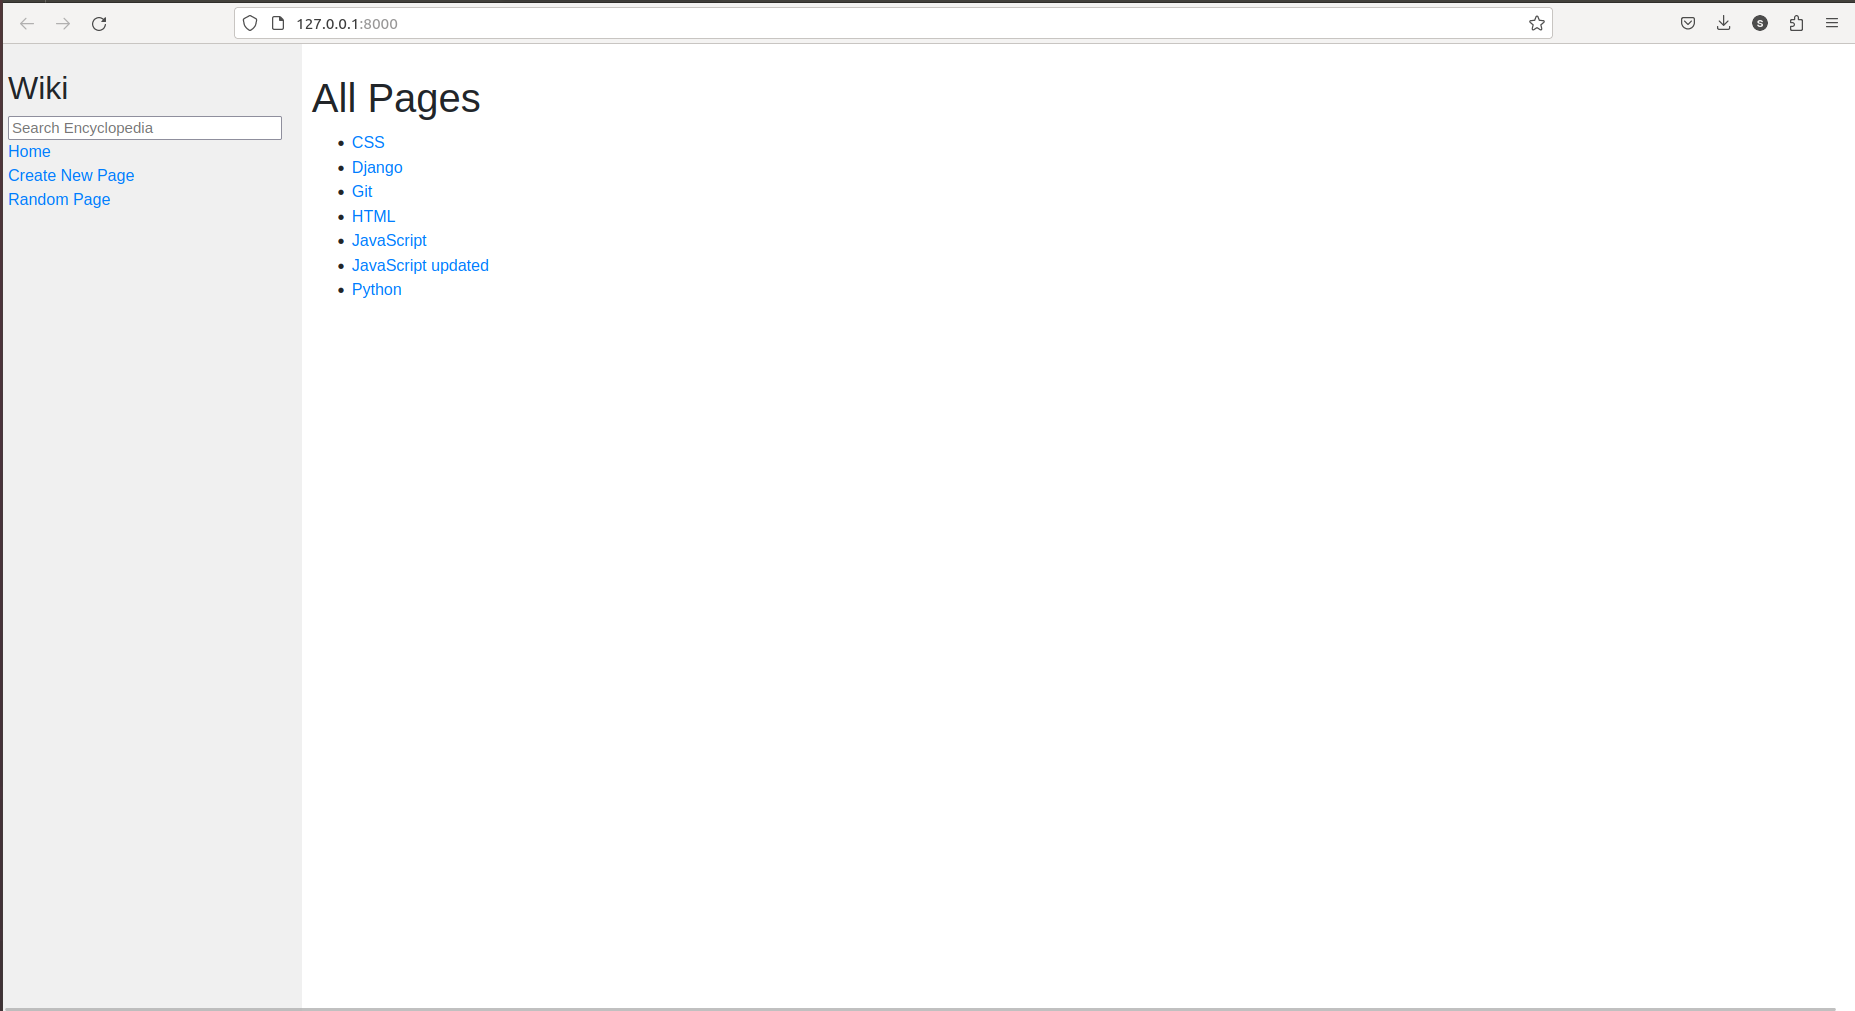 127.0.0.1:8000
S
Wiki
Search Encyclopedia
Home
Create New Page
Random Page
All Pages
CSS
Django
Git
HTML
JavaScript
JavaScript updated
Python